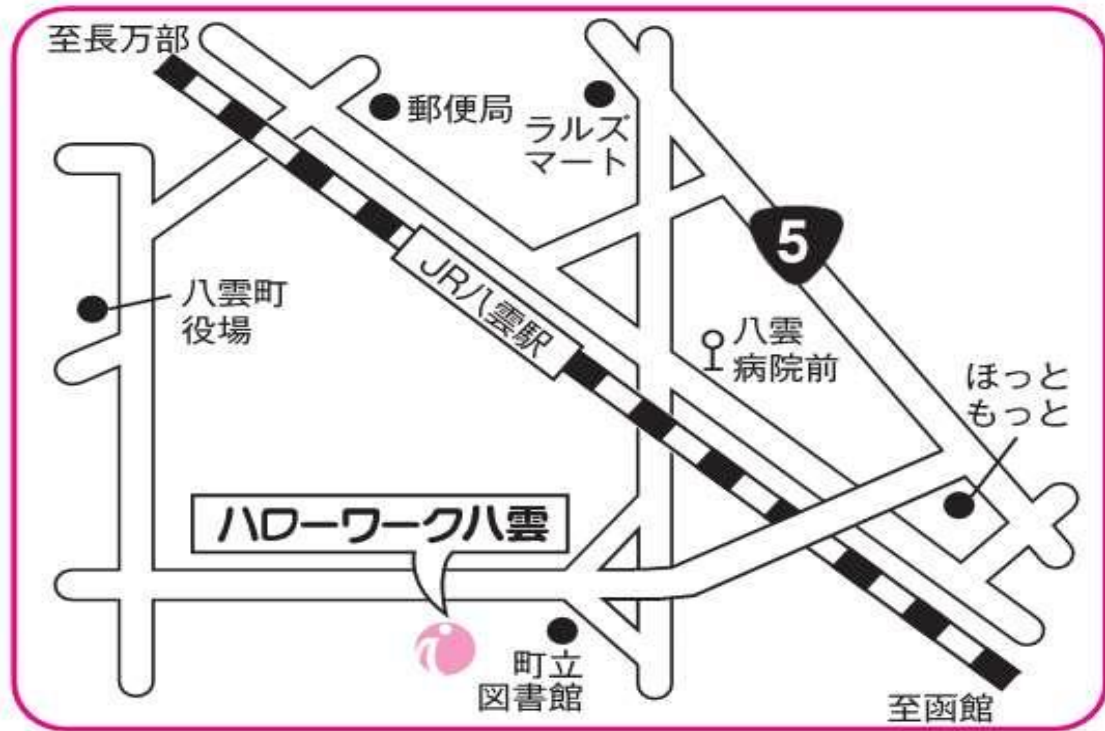 至長万部
郵便局
ラルズ
マート
5
八雲町
役場
JR八雲駅
八雲
病院前
ほっと
もっと
ハローワーク八雲
町立
図書館
至函館